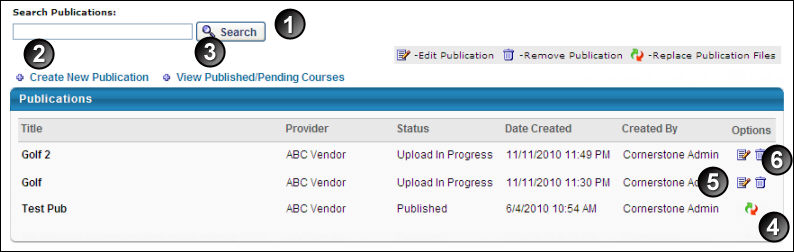 Search Publications:
Search 1
2 3
-Edit Publication -Remove Publication -Replace Publication Files
Create New Publication View Published/Pending Courses
Publications
Title Provider Status Date Created Created By Options
Golf 2 ABC Vendor Upload In Progress 11/11/2010 11:49 PM Cornerstone Admin 6
Golf ABC Vendor Upload In Progress 11/11/2010 11:30 PM Cornerstone 5
Test Pub ABC Vendor Published 6/4/2010 10:54 AM Cornerstone Admin
4